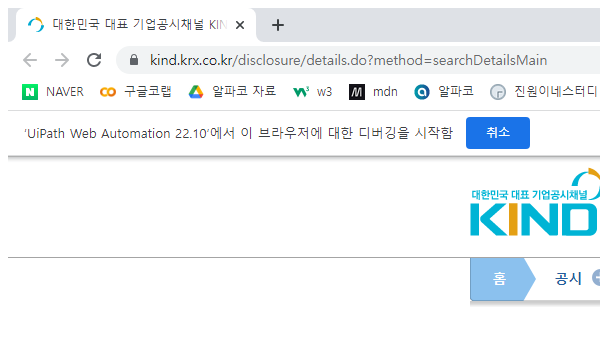 대한민국 대표 기업공시채널 KIN
kind.krx.co.kr/disclosure/details.do?method=searchDetailsMain
NAVER 구글코랩 알파코 자료 w3 mdn 알파코 진원이네스터디
'UiPath Web Automation 22.10'에서 이 브라우저에 대한 디버깅을 시작함 취소
대한민국 대표 기업공시채널
KIND
홈 공시